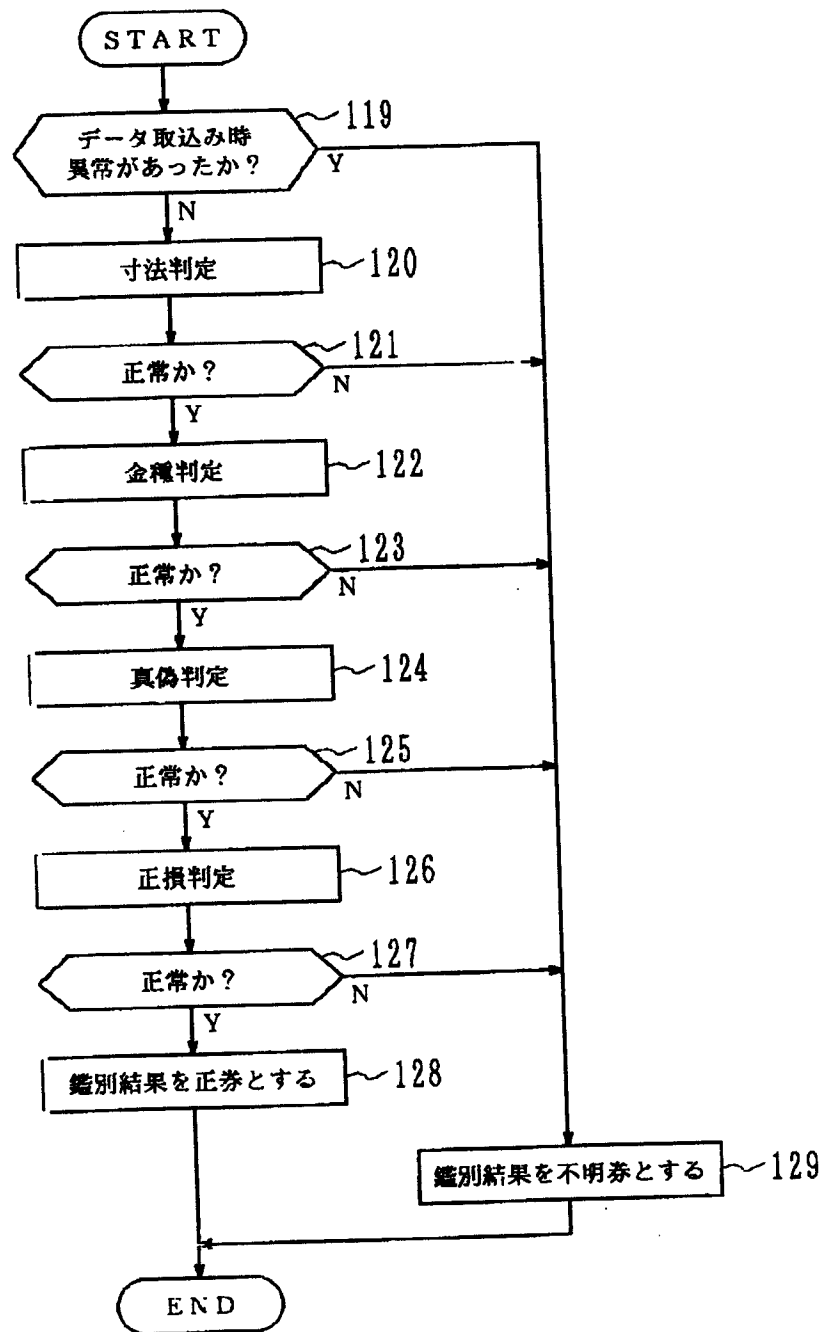 START
データ取込み時
異常があったか?
119
Y
N
寸法判定
120
正常か?
121
N
Y
金種判定
122
正常か?
123
N
Y
真偽判定
124
正常か?
125
N
Y
正損判定
126
正常か?
127
N
Y
鑑別結果を正券とする
128
鑑別結果を不明券とする
129
END